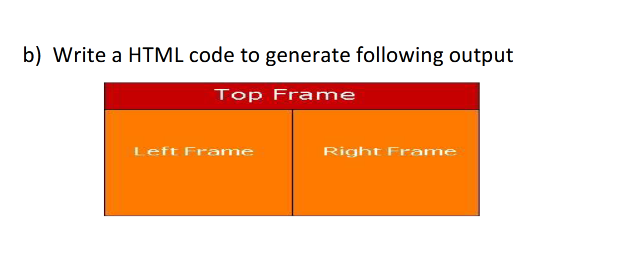 b) Write a HTML code to generate following output
Top Frame
Left Frame Right Frame